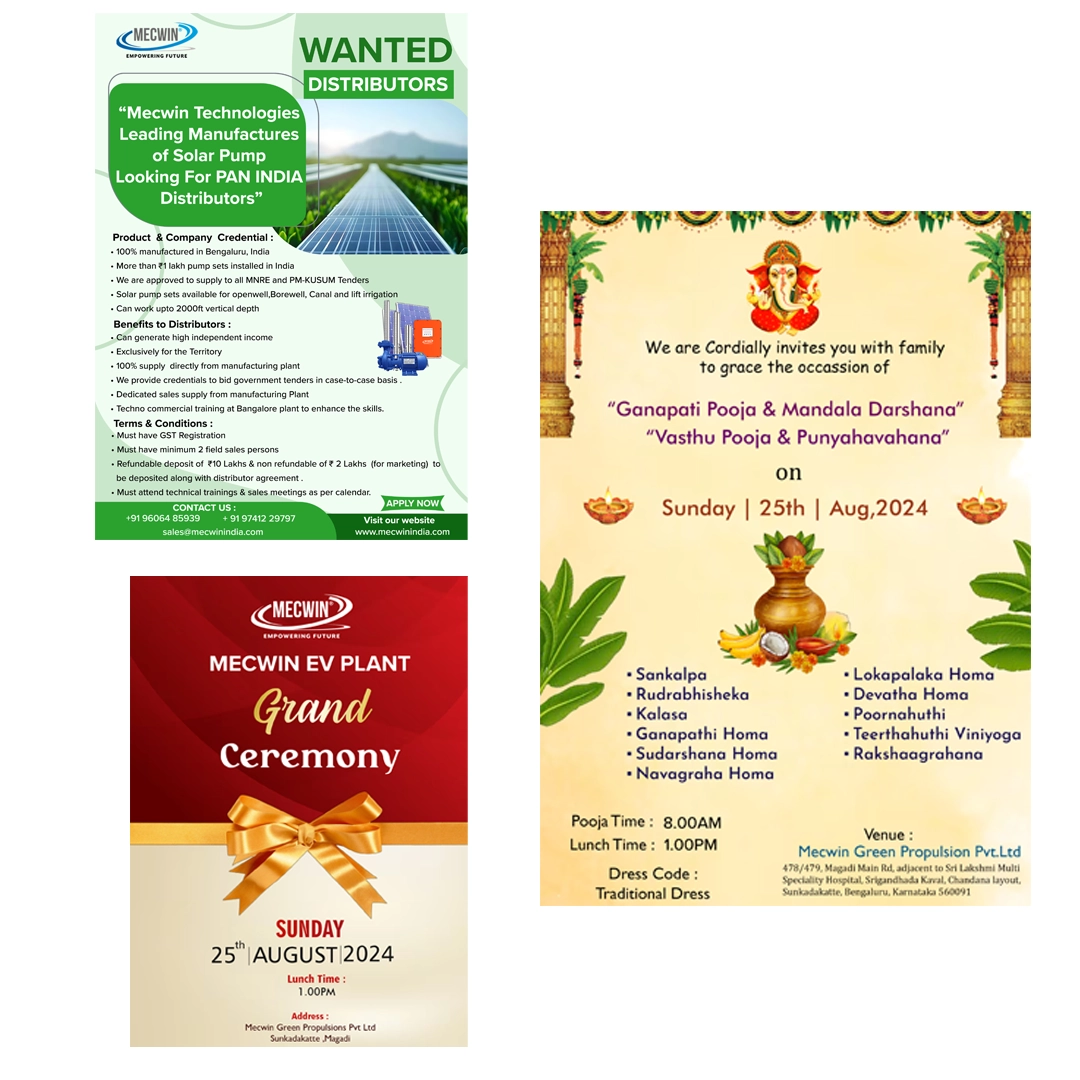 MECWIN®
EMPOWERING FUTURE
WANTED
DISTRIBUTORS
“Mecwin Technologies
Leading Manufactures
of Solar Pump
Looking For PAN INDIA
Distributors”
Product & Company Credential :
• 100% manufactured in Bengaluru, India
• More than ₹1 lakh pump sets installed in India
• We are approved to supply to all MNRE and PM-KUSUM Tenders
• Solar pump sets available for openwell,Borewell, Canal and lift irrigation
• Can work upto 2000ft vertical depth
Benefits to Distributors :
• Can generate high independent income
• Exclusively for the Territory
• 100% supply directly from manufacturing plant
• We provide credentials to bid government tenders in case-to-case basis .
• Dedicated sales supply from manufacturing Plant
• Techno commercial training at Bangalore plant to enhance the skills.
Terms & Conditions :
• Must have GST Registration
• Must have minimum 2 field sales persons
• Refundable deposit of ₹10 Lakhs & non refundable of ₹ 2 Lakhs (for marketing) to
be deposited along with distributor agreement .
• Must attend technical trainings & sales meetings as per calendar.
APPLY NOW
CONTACT US :
+91 96064 85939 + 91 97412 29797
sales@mecwinindia.com
Visit our website
www.mecwinindia.com
MECWIN®
EMPOWERING FUTURE
MECWIN EV PLANT
Grand
Ceremony
SUNDAY
25th|AUGUST|2024
Lunch Time :
1.00PM
Address :
Mecwin Green Propulsions Pvt Ltd
Sunkadakatte ,Magadi
We are Cordially invites you with family
to grace the occassion of
“Ganapati Pooja & Mandala Darshana”
“Vasthu Pooja & Punyahavahana”
on
Sunday | 25th | Aug,2024
▪ Sankalpa
▪ Rudrabhisheka
▪ Kalasa
▪ Ganapathi Homa
▪ Sudarshana Homa
▪ Navagraha Homa
▪ Lokapalaka Homa
▪ Devatha Homa
▪ Poornahuthi
▪ Teerthahuthi Viniyoga
▪ Rakshaagrahana
Pooja Time : 8.00AM
Lunch Time : 1.00PM
Dress Code :
Traditional Dress
Venue :
Mecwin Green Propulsion Pvt.Ltd
478/479, Magadi Main Rd, adjacent to Sri Lakshmi Multi
Speciality Hospital, Srigandhada Kaval, Chandana layout,
Sunkadakatte, Bengaluru, Karnataka 560091